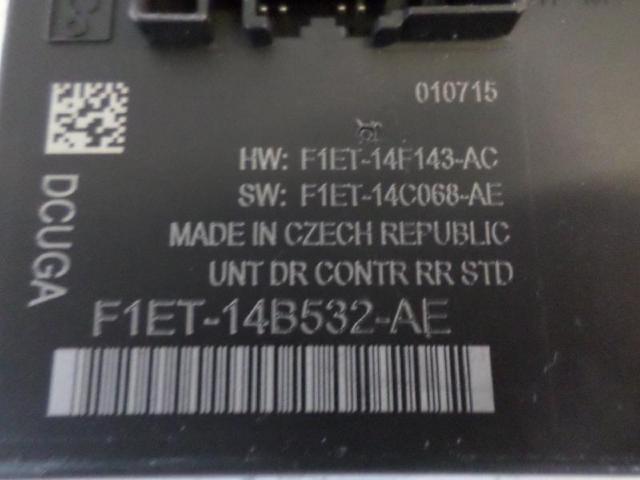 010715
HW: F1ET-14F143-AC
SW: F1ET-14C068-AE
MADE IN CZECH REPUBLIC
UNT DR CONTR RR STD
DCUGA
F1ET-14B532-AE